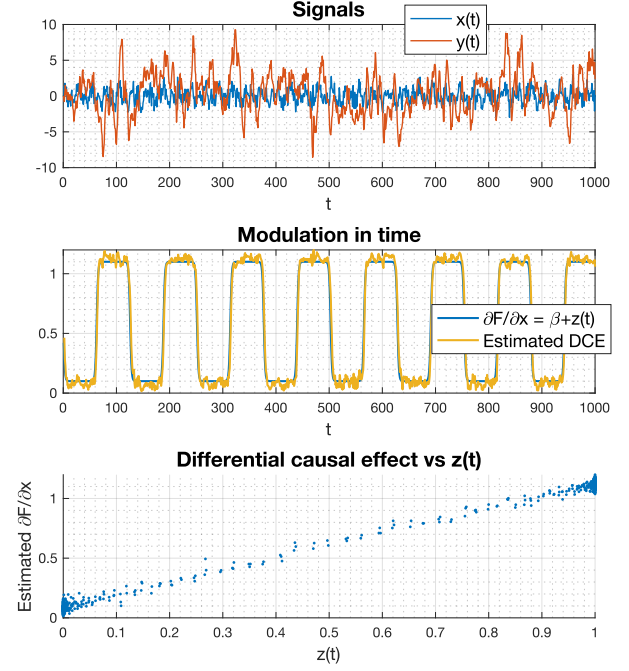 Signals
x(t)
y(t)
10
5
0
-5
-10
0 100 200 300 400 500 600 700 800 900 1000
t
Modulation in time
1
0.5
0
∂F/∂x = β+z(t)
Estimated DCE
0 100 200 300 400 500 600 700 800 900 1000
t
Differential causal effect vs z(t)
Estimated ∂F/∂x
1
0.5
0
0 0.1 0.2 0.3 0.4 0.5 0.6 0.7 0.8 0.9 1
z(t)